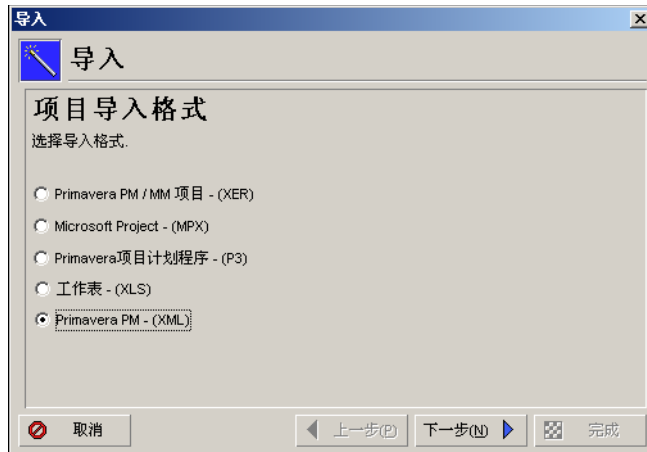 导入
导入
项目导入格式
选择导入格式.
Primavera PM / MM 项目 - (XER)
Microsoft Project - (MPX)
Primavera项目计划程序 - (P3)
工作表 - (XLS)
Primavera PM - (XML)
取消 上一步(P) 下一步(N) 完成